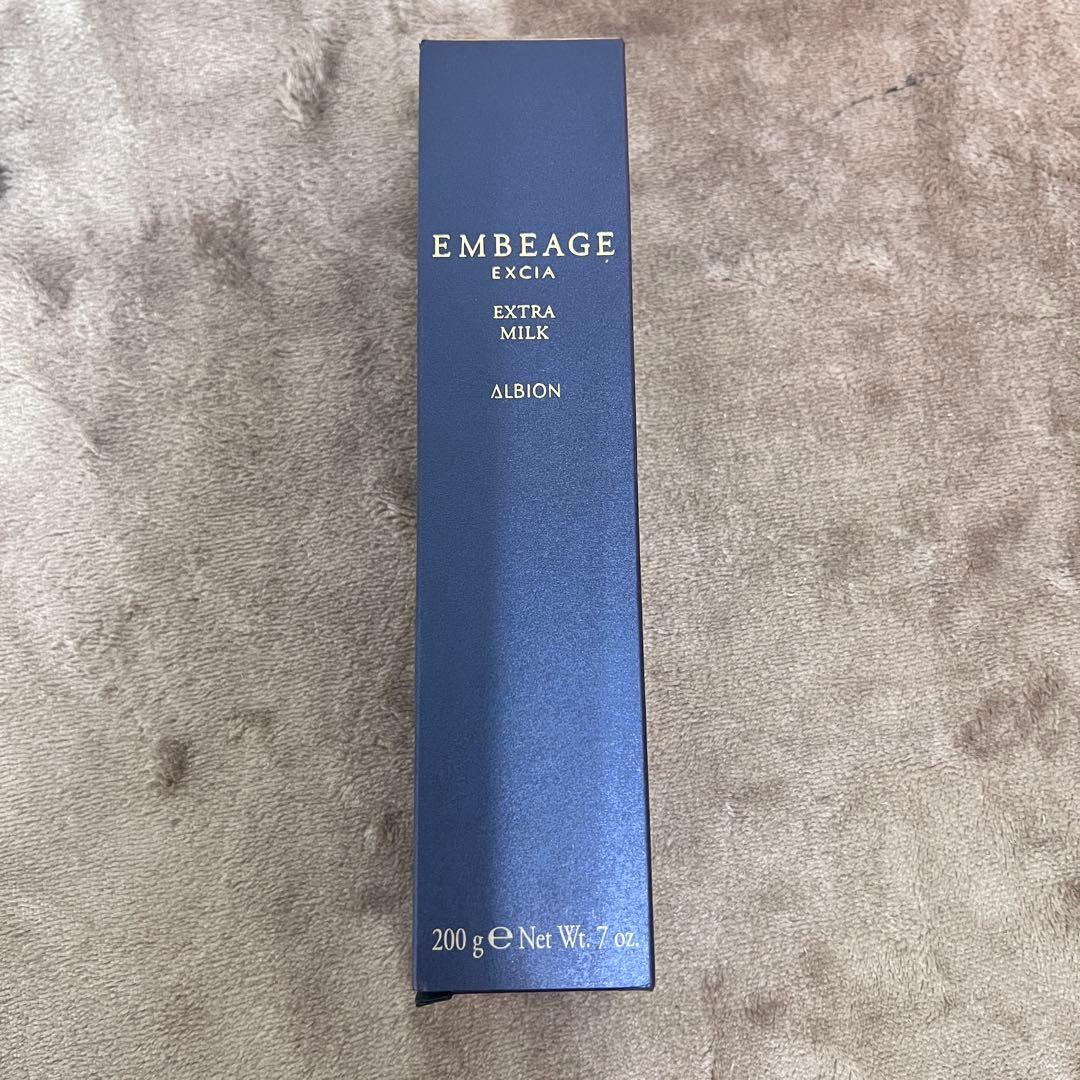 EMBEAGE
EXCIA
EXTRA
MILK
ALBION
200 g ℮ Net Wt. 7 oz.